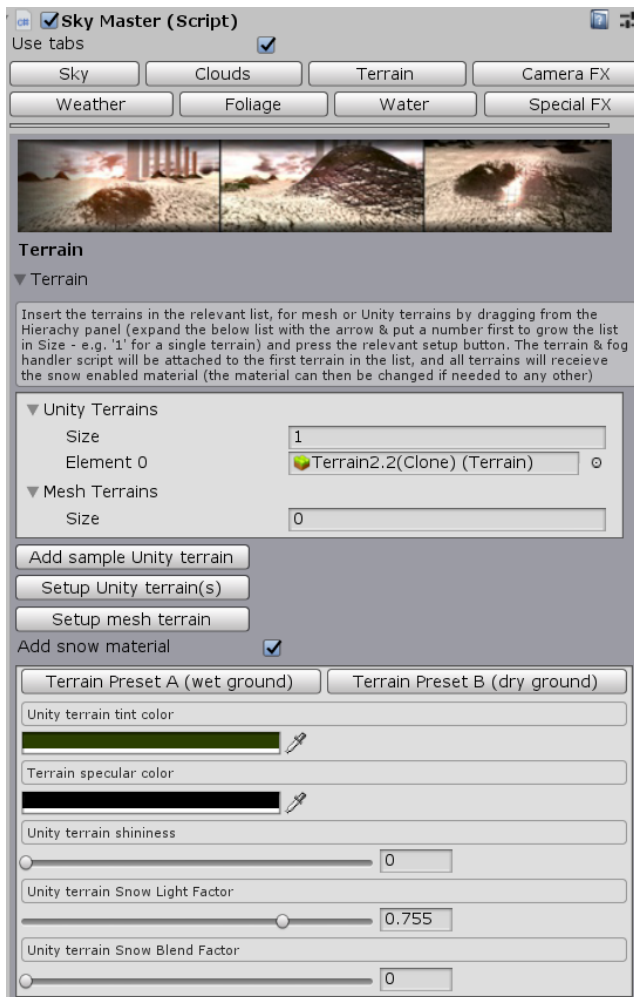 Sky Master (Script)
Use tabs
Sky Clouds Terrain Camera FX
Weather Foliage Water Special FX
Terrain
Terrain
Insert the terrains in the relevant list, for mesh or Unity terrains by dragging from the
Hierachy panel (expand the below list with the arrow & put a number first to grow the list
in Size - e.g. '1' for a single terrain) and press the relevant setup button. The terrain & fog
handler script will be attached to the first terrain in the list, and all terrains will receieve
the snow enabled material (the material can then be changed if needed to any other)
Unity Terrains
Size 1
Element 0 Terrain2.2(Clone) (Terrain)
Mesh Terrains
Size 0
Add sample Unity terrain
Setup Unity terrain(s)
Setup mesh terrain
Add snow material
Terrain Preset A (wet ground) Terrain Preset B (dry ground)
Unity terrain tint color
Terrain specular color
Unity terrain shininess
0
Unity terrain Snow Light Factor
0.755
Unity terrain Snow Blend Factor
0